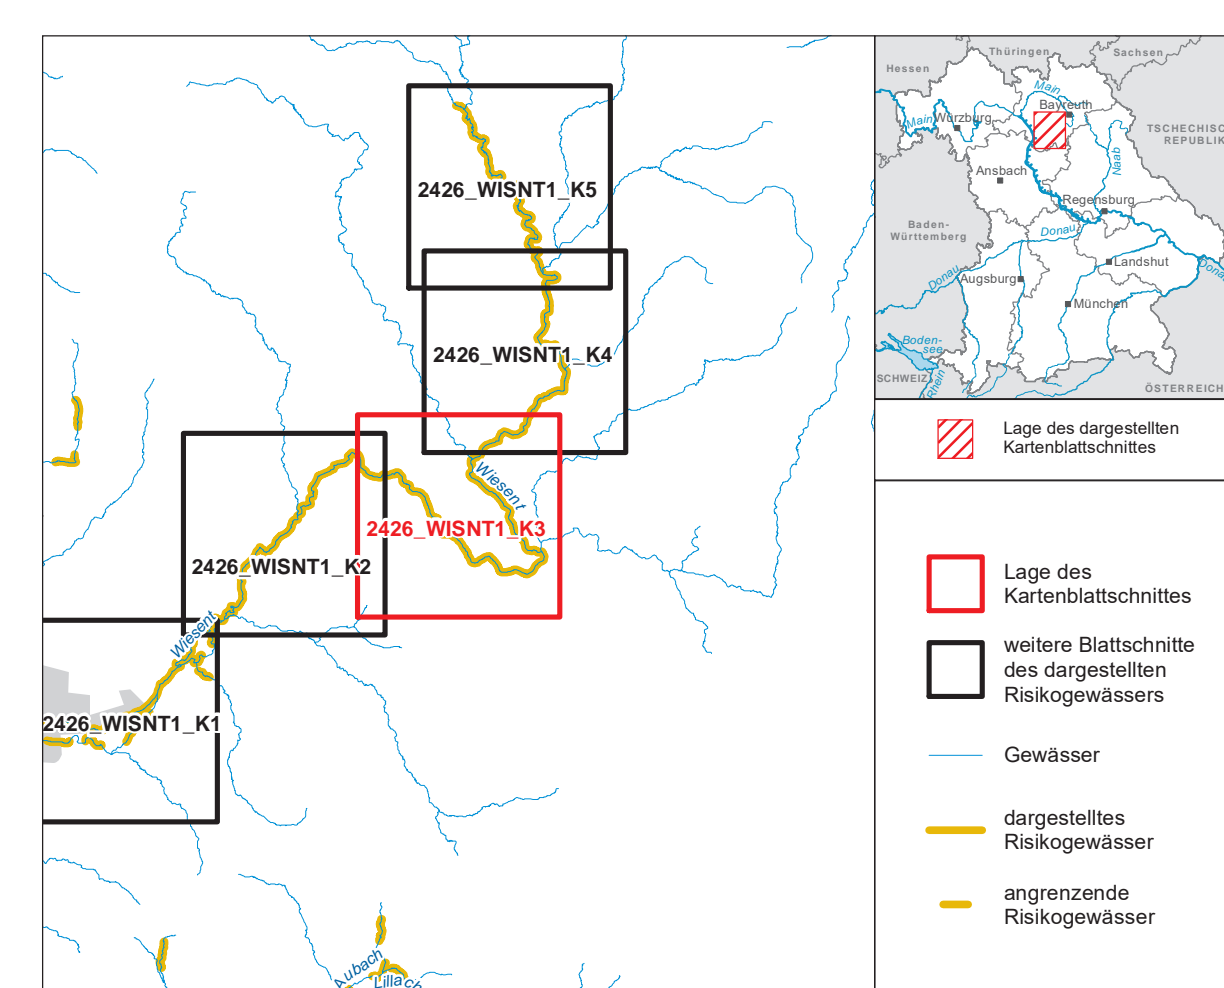 2426_WISNT1_K5
2426_WISNT1_K4
Wiesent
2426_WISNT1_K3
2426_WISNT1_K2
Wiesent
2426_WISNT1_K1
Aubach
Lillach
Thüringen
Sachsen
Hessen
Main
Bayreuth
Main
Würzburg
TSCHECHISC
REPUBLIK
Naab
Ansbach
Regensburg
Baden-
Württemberg
Donau
Landshut
Donau
Augsburg
Dona
München
Boden-
see
SCHWEIZ
Rhein
ÖSTERREICH
Lage des dargestellten
Kartenblattschnittes
Lage des
Kartenblattschnittes
weitere Blattschnitte
des dargestellten
Risikogewässers
Gewässer
dargestelltes
Risikogewässer
angrenzende
Risikogewässer